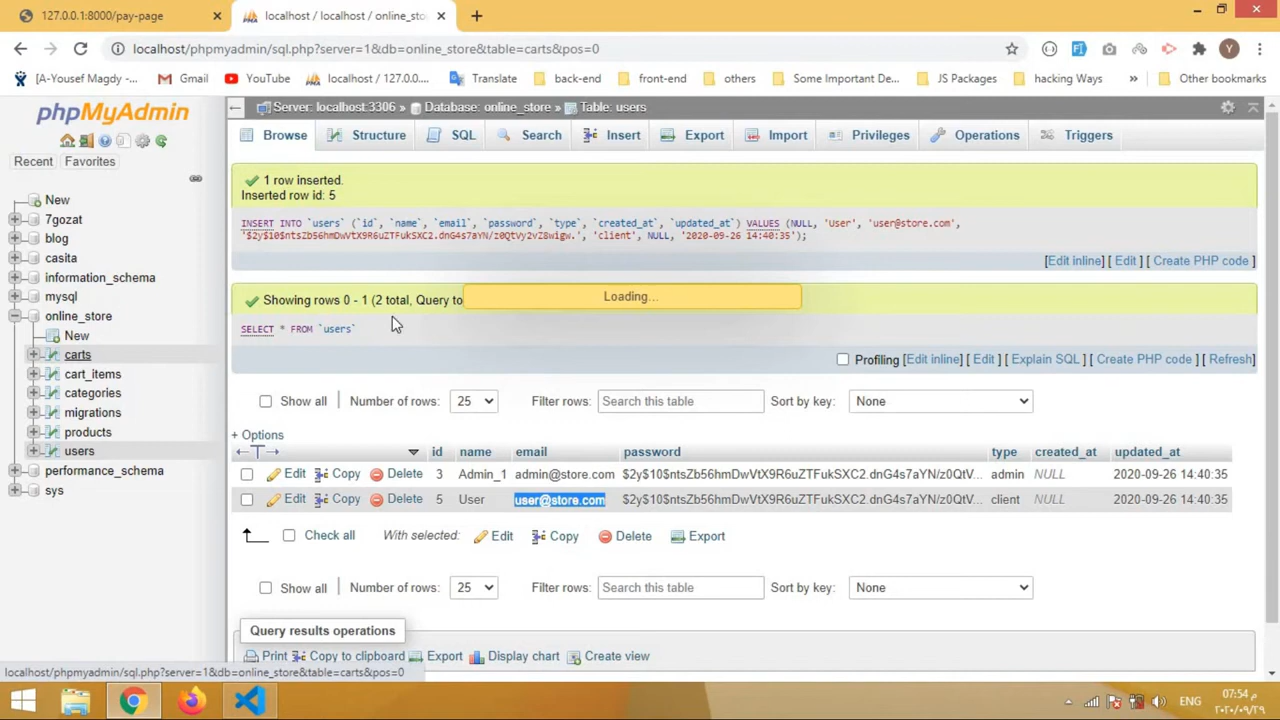 127.0.0.1:8000/pay-page
localhost / localhost / online_sto
localhost/phpmyadmin/sql.php?server=1&db=online_store&table=carts&pos=0
[A-Yousef Magdy -... Gmail YouTube localhost / 127.0.0.... Translate back-end front-end others Some Important De... JS Packages hacking Ways » Other bookmarks
phpMyAdmin
Recent Favorites
New
7gozat
blog
casita
information_schema
mysql
online_store
New
carts
cart_items
categories
migrations
products
users
performance_schema
sys
Server: localhost:3306 » Database: online_store » Table: users
Browse Structure SQL Search Insert Export Import Privileges Operations Triggers
1 row inserted.
Inserted row id: 5
INSERT INTO `users` (`id`, `name`, `email`, `password`, `type`, `created_at`, `updated_at`) VALUES (NULL, 'User', 'user@store.com',
'$2y$10$ntsZb56hmDwVtX9R6uZTFukSXC2.dnG4s7aYN/z0QtVy2vZ8wigw.', 'client', NULL, '2020-09-26 14:40:35');
[Edit inline] [ Edit ] [ Create PHP code ]
Showing rows 0 - 1 (2 total, Query to
Loading...
SELECT * FROM `users`
Profiling [Edit inline] [ Edit ] [ Explain SQL ] [ Create PHP code ] [ Refresh]
Show all Number of rows: 25 Filter rows: Search this table Sort by key: None
+ Options
id name email password type created_at updated_at
Edit Copy Delete 3 Admin_1 admin@store.com $2y$10$ntsZb56hmDwVtX9R6uZTFukSXC2.dnG4s7aYN/z0QtV... admin NULL 2020-09-26 14:40:35
Edit Copy Delete 5 User user@store.com $2y$10$ntsZb56hmDwVtX9R6uZTFukSXC2.dnG4s7aYN/z0QtV... client NULL 2020-09-26 14:40:35
Check all With selected: Edit Copy Delete Export
Show all Number of rows: 25 Filter rows: Search this table Sort by key: None
Query results operations
Print Copy to clipboard Export Display chart Create view
localhost/phpmyadmin/sql.php?server=1&db=online_store&table=carts&pos=0
ENG
07:54 م
٢٠٢٠/٠٩/٢٩